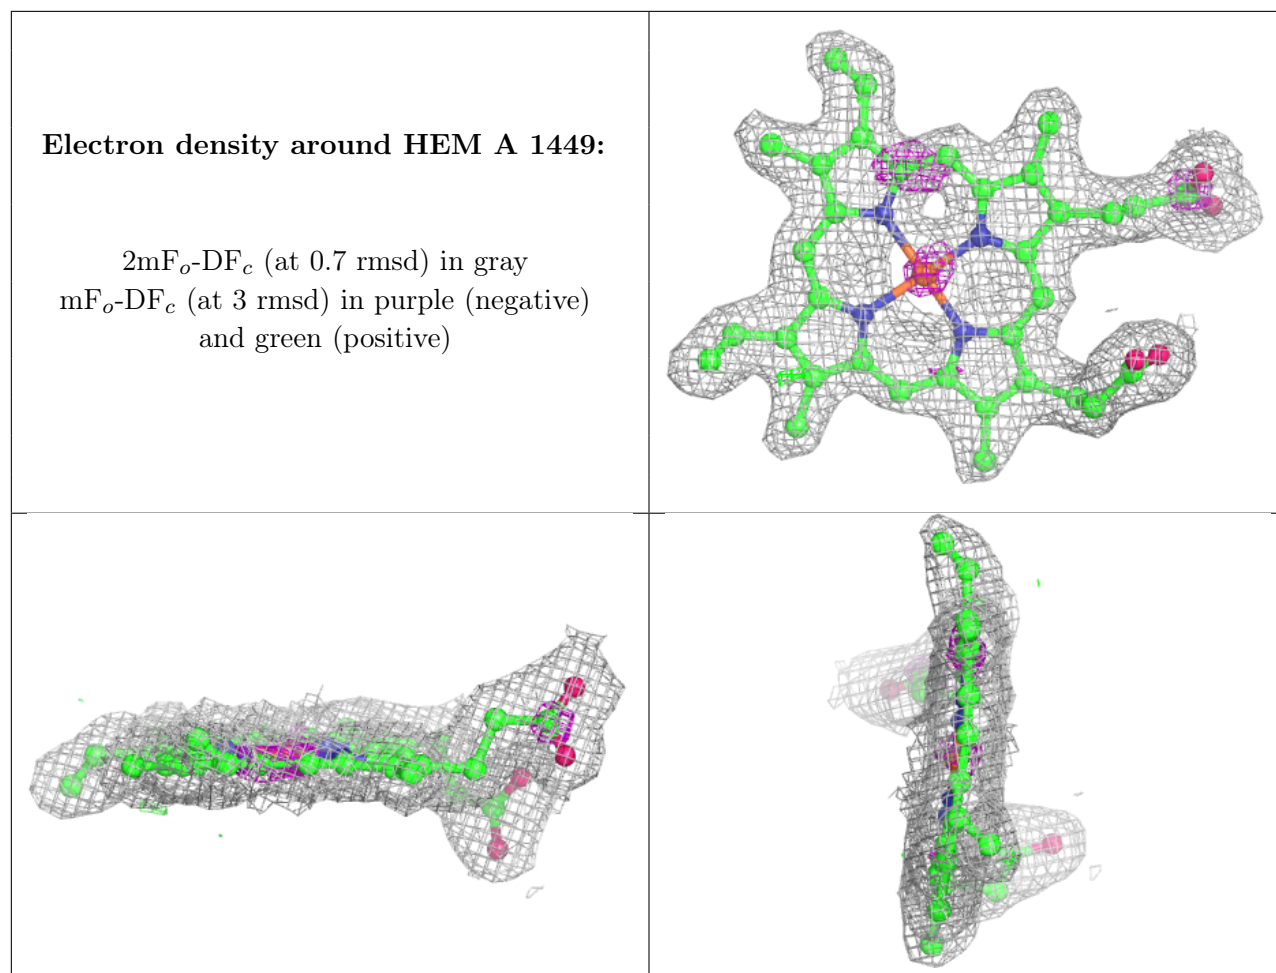 Electron density around HEM A 1449:
2mFo-DFc (at 0.7 rmsd) in gray
mFo-DFc (at 3 rmsd) in purple (negative)
and green (positive)